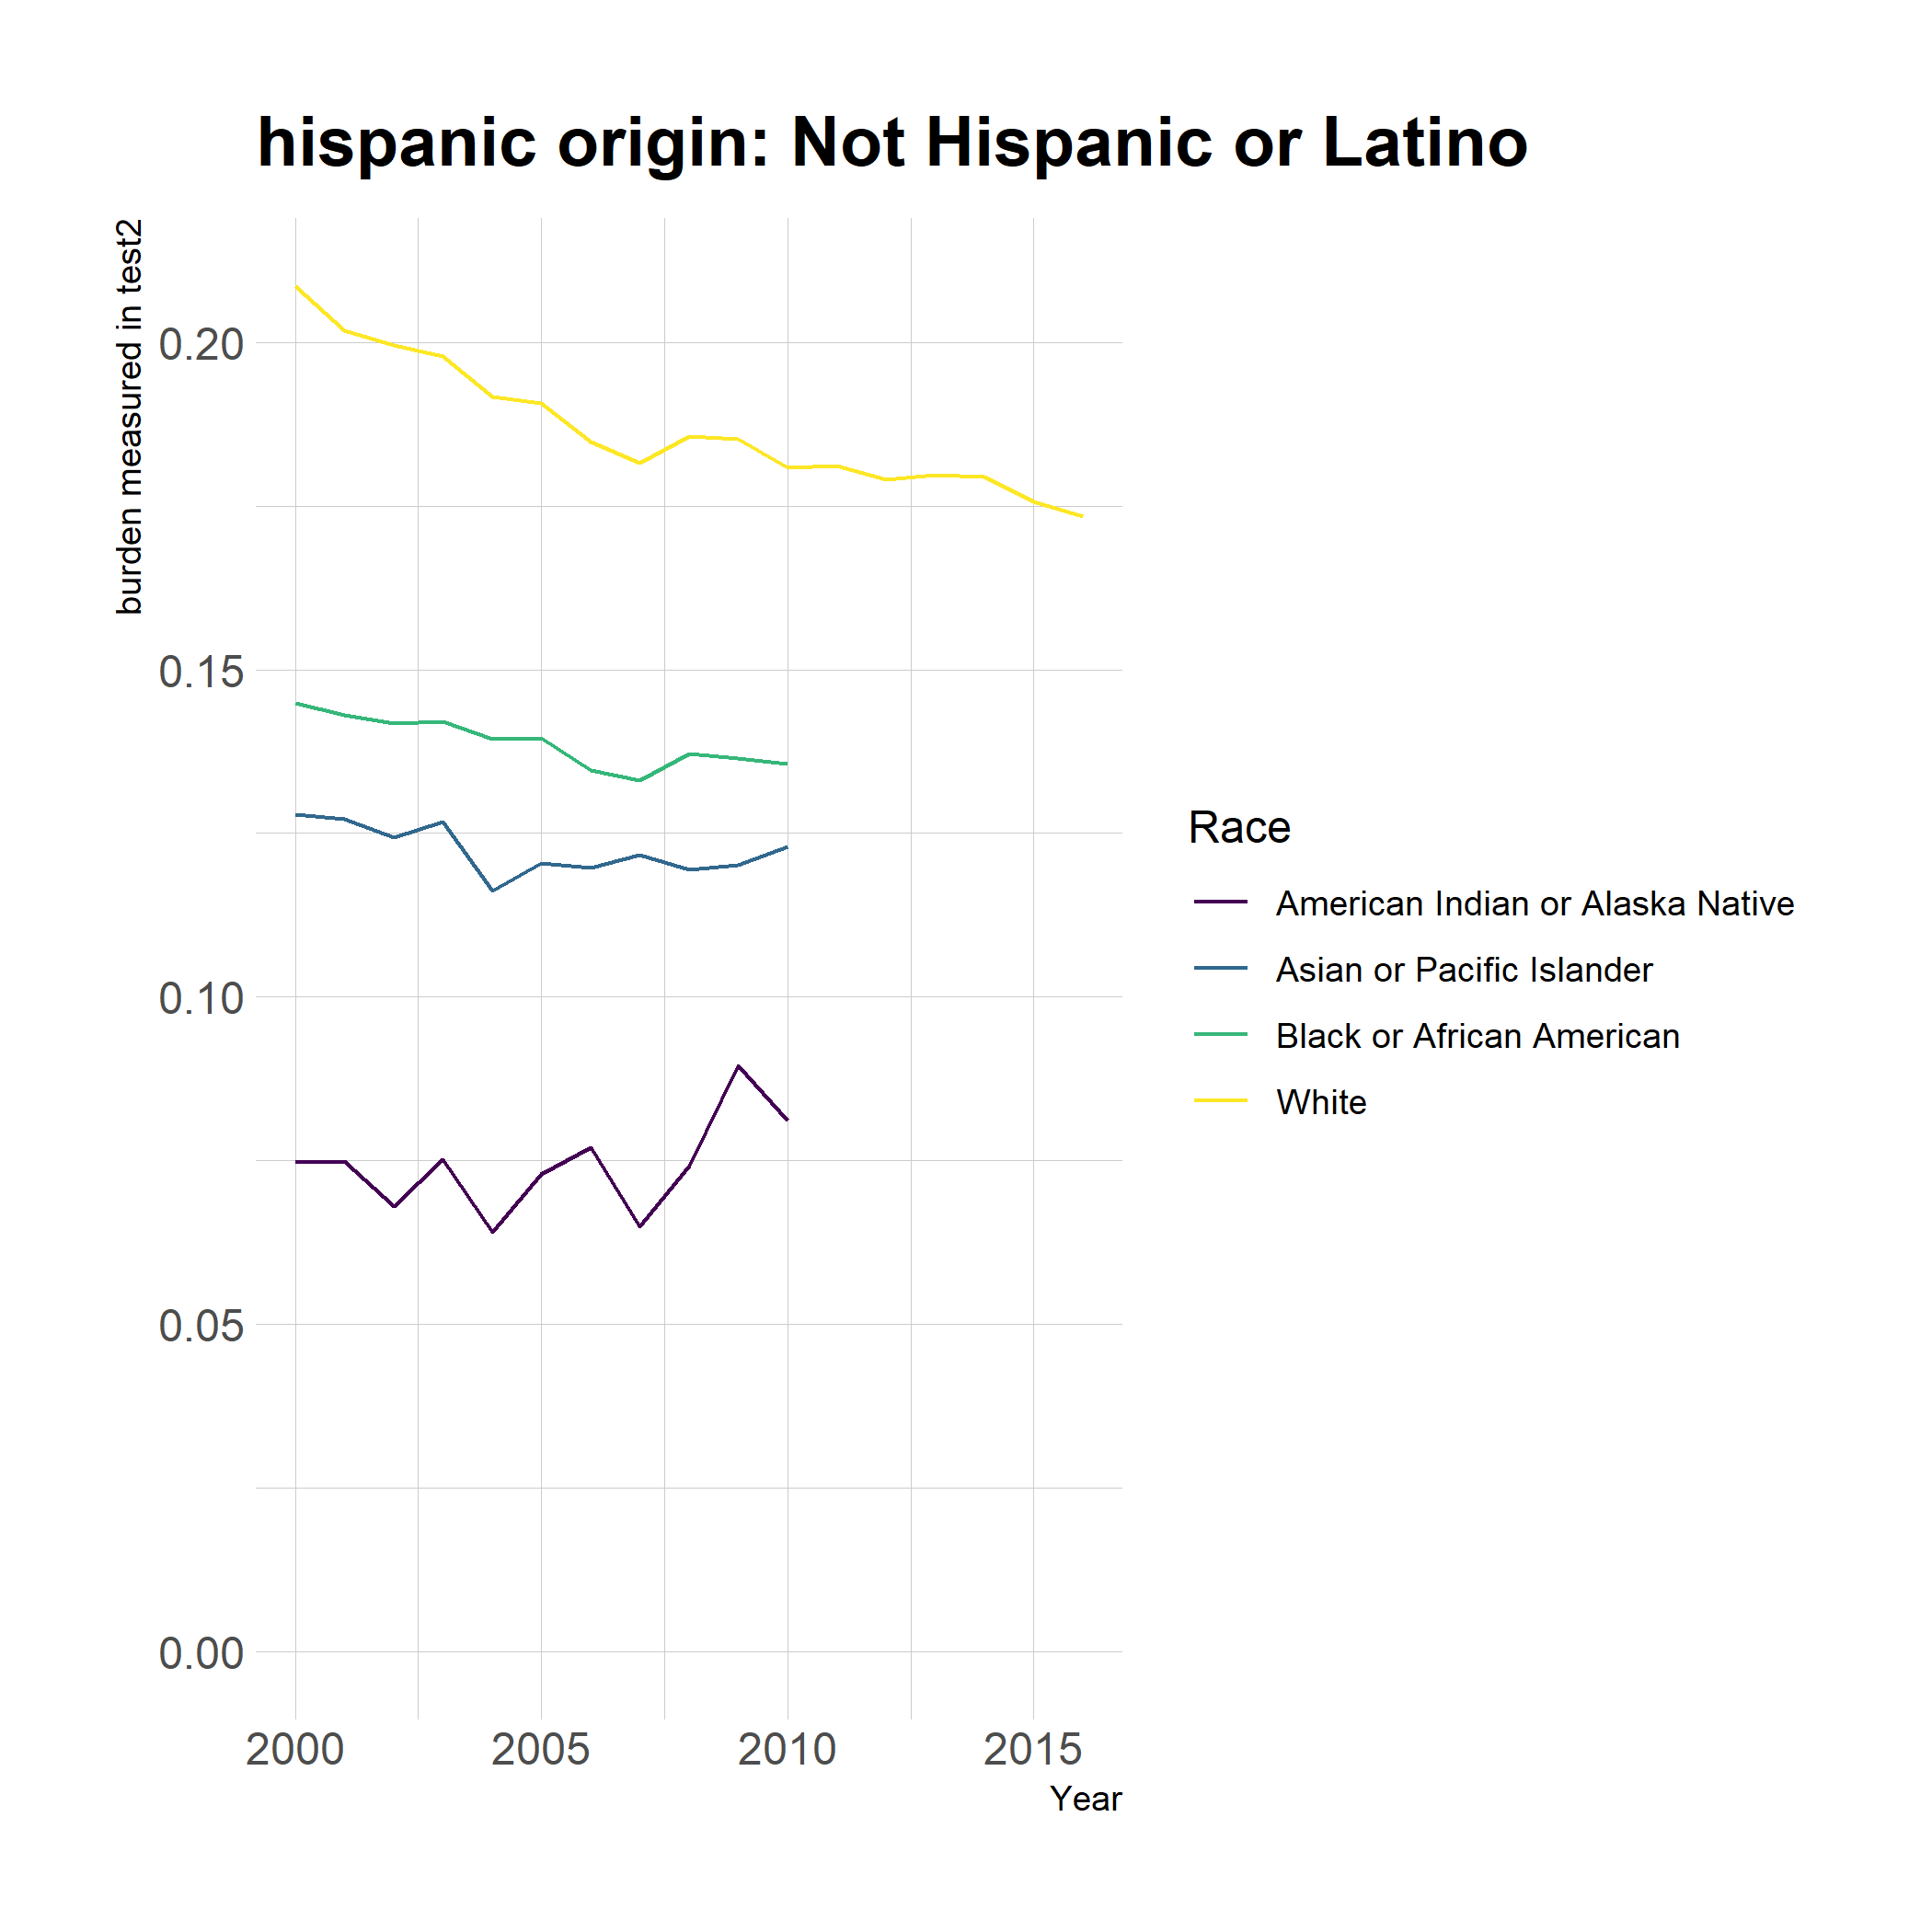 hispanic origin: Not Hispanic or Latino
burden measured in test2
0.20
0.15
0.10
0.05
0.00
2000 2005 2010 2015
Year
Race
American Indian or Alaska Native
Asian or Pacific Islander
Black or African American
White